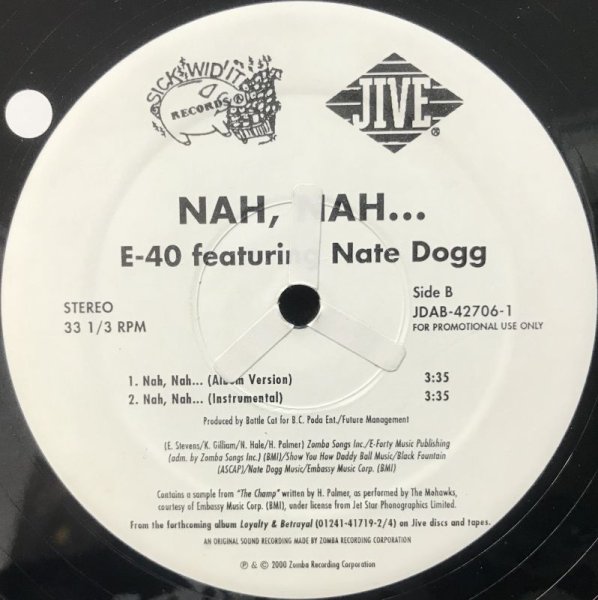 SICK WID' IT
RECORDS ®
JIVE ®
NAH, NAH...
E-40 featuring Nate Dogg
STEREO
33 1/3 RPM
Side B
JDAB-42706-1
FOR PROMOTIONAL USE ONLY
1. Nah, Nah... (Album Version) 3:35
2. Nah, Nah... (Instrumental) 3:35
Produced by Battle Cat for B.C. Poda Ent./Future Management
(E. Stevens/K. Gilliam/N. Hale/H. Palmer) Zomba Songs Inc./E-Forty Music Publishing
(adm. by Zomba Songs Inc.) (BMI)/Show You How Daddy Ball Music/Black Fountain
(ASCAP)/Nate Dogg Music/Embassy Music Corp. (BMI)
Contains a sample from "The Champ" written by H. Palmer, as performed by The Mohawks,
courtesy of Embassy Music Corp. (BMI), under license from Jet Star Phonographics Limited.
From the forthcoming album Loyalty & Betrayal (01241-41719-2/4) on Jive discs and tapes.
AN ORIGINAL SOUND RECORDING MADE BY ZOMBA RECORDING CORPORATION
℗ & © 2000 Zomba Recording Corporation